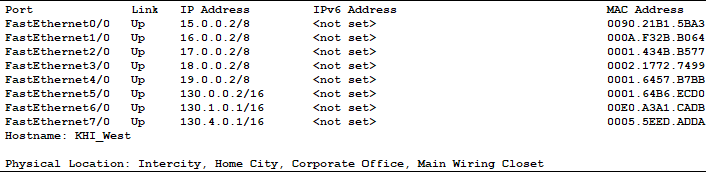 Port Link IP Address IPv6 Address MAC Address
FastEthernet0/0 Up 15.0.0.2/8 <not set> 0090.21B1.5BA3
FastEthernet1/0 Up 16.0.0.2/8 <not set> 000A.F32B.B064
FastEthernet2/0 Up 17.0.0.2/8 <not set> 0001.434B.B577
FastEthernet3/0 Up 18.0.0.2/8 <not set> 0002.1772.7499
FastEthernet4/0 Up 19.0.0.2/8 <not set> 0001.6457.B7BB
FastEthernet5/0 Up 130.0.0.2/16 <not set> 0001.64B6.ECD0
FastEthernet6/0 Up 130.1.0.1/16 <not set> 00E0.A3A1.CADB
FastEthernet7/0 Up 130.4.0.1/16 <not set> 0005.5EED.ADDA
Hostname: KHI_West
Physical Location: Intercity, Home City, Corporate Office, Main Wiring Closet